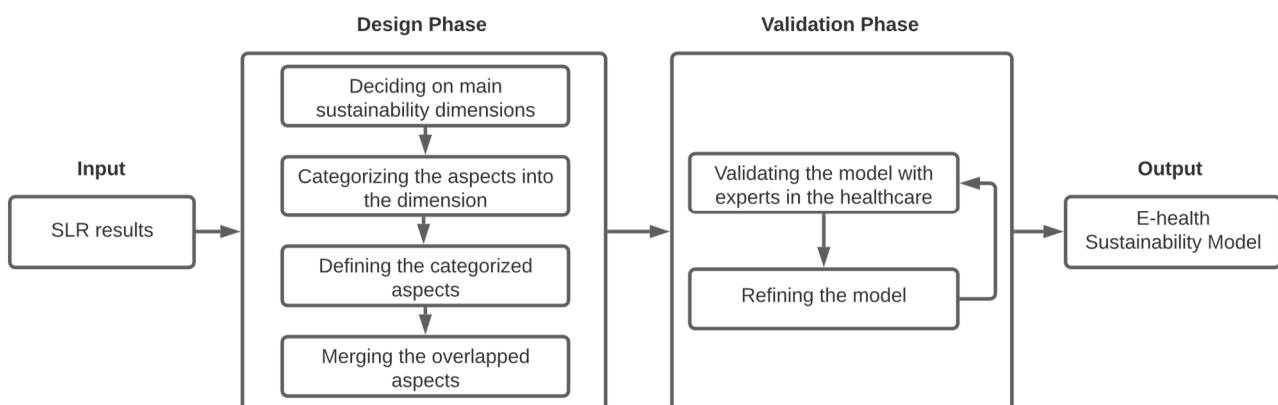 Input
SLR results
Design Phase
Deciding on main
sustainability dimensions
Categorizing the aspects into
the dimension
Defining the categorized
aspects
Merging the overlapped
aspects
Validation Phase
Validating the model with
experts in the healthcare
Refining the model
Output
E-health
Sustainability Model